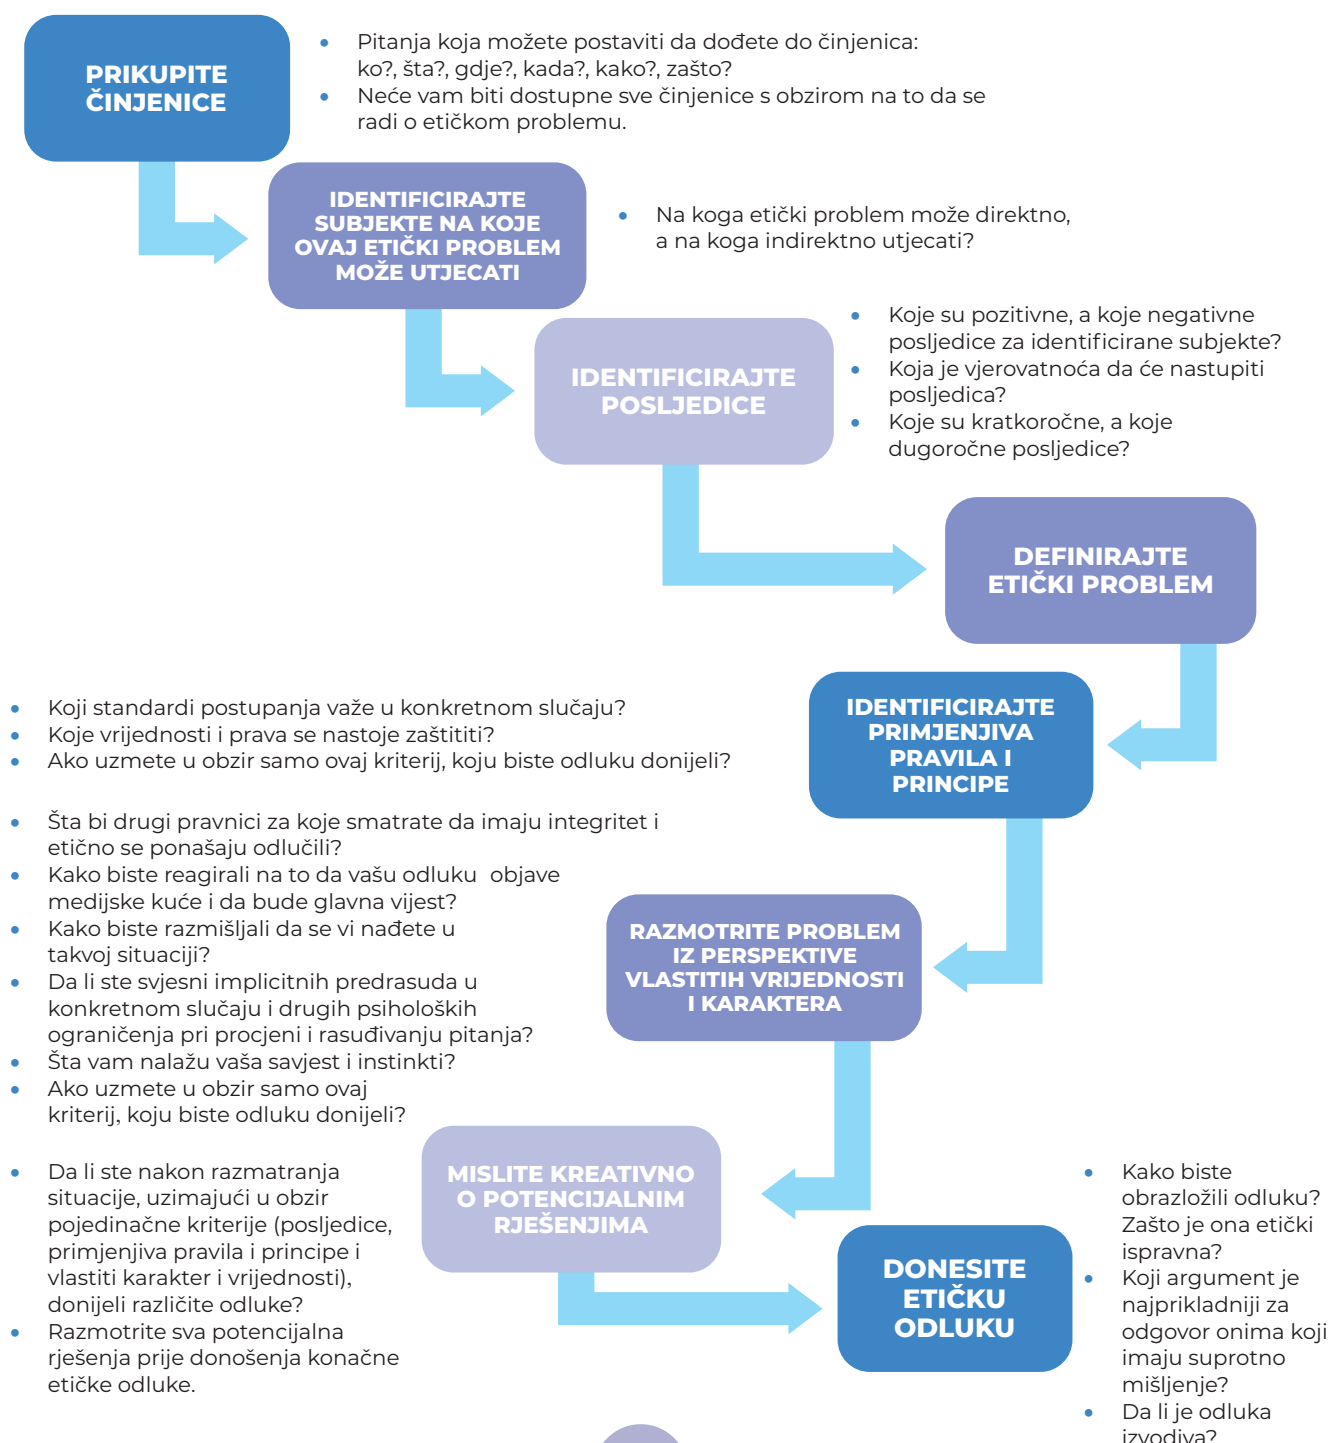 PRIKUPITE
ČINJENICE
• Pitanja koja možete postaviti da dođete do činjenica:
ko?, šta?, gdje?, kada?, kako?, zašto?
• Neće vam biti dostupne sve činjenice s obzirom na to da se
radi o etičkom problemu.
IDENTIFICIRAJTE
SUBJEKTE NA KOJE
OVAJ ETIČKI PROBLEM
MOŽE UTJECATI
• Na koga etički problem može direktno,
a na koga indirektno utjecati?
IDENTIFICIRAJTE
POSLJEDICE
• Koje su pozitivne, a koje negativne
posljedice za identificirane subjekte?
• Koja je vjerovatnoća da će nastupiti
posljedica?
• Koje su kratkoročne, a koje
dugoročne posljedice?
DEFINIRAJTE
ETIČKI PROBLEM
IDENTIFICIRAJTE
PRIMJENJIVA
PRAVILA I
PRINCIPE
• Koji standardi postupanja važe u konkretnom slučaju?
• Koje vrijednosti i prava se nastoje zaštititi?
• Ako uzmete u obzir samo ovaj kriterij, koju biste odluku donijeli?
RAZMOTRITE PROBLEM
IZ PERSPEKTIVE
VLASTITIH VRIJEDNOSTI
I KARAKTERA
• Šta bi drugi pravnici za koje smatrate da imaju integritet i
etično se ponašaju odlučili?
• Kako biste reagirali na to da vašu odluku objave
medijske kuće i da bude glavna vijest?
• Kako biste razmišljali da se vi nađete u
takvoj situaciji?
• Da li ste svjesni implicitnih predrasuda u
konkretnom slučaju i drugih psiholoških
ograničenja pri procjeni i rasuđivanju pitanja?
• Šta vam nalažu vaša savjest i instinkti?
• Ako uzmete u obzir samo ovaj
kriterij, koju biste odluku donijeli?
MISLITE KREATIVNO
O POTENCIJALNIM
RJEŠENJIMA
• Da li ste nakon razmatranja
situacije, uzimajući u obzir
pojedinačne kriterije (posljedice,
primjenjiva pravila i principe i
vlastiti karakter i vrijednosti),
donijeli različite odluke?
• Razmotrite sva potencijalna
rješenja prije donošenja konačne
etičke odluke.
DONESITE
ETIČKU
ODLUKU
• Kako biste
obrazložili odluku?
Zašto je ona etički
ispravna?
• Koji argument je
najprikladniji za
odgovor onima koji
imaju suprotno
mišljenje?
• Da li je odluka
izvodiva?